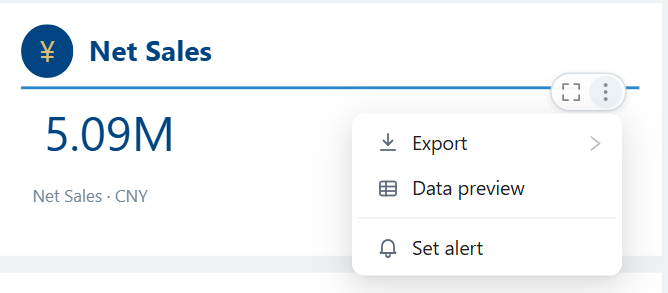 ¥ Net Sales
5.09M
Net Sales · CNY
Export
Data preview
Set alert